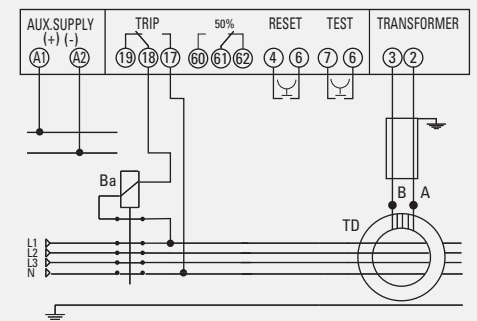 AUX.SUPPLY TRIP 50% RESET TEST TRANSFORMER
(+) (-)
A1 A2 19 18 17 60 61 62 4 6 7 6 3 2
Ba B A
TD
L1
L2
L3
N